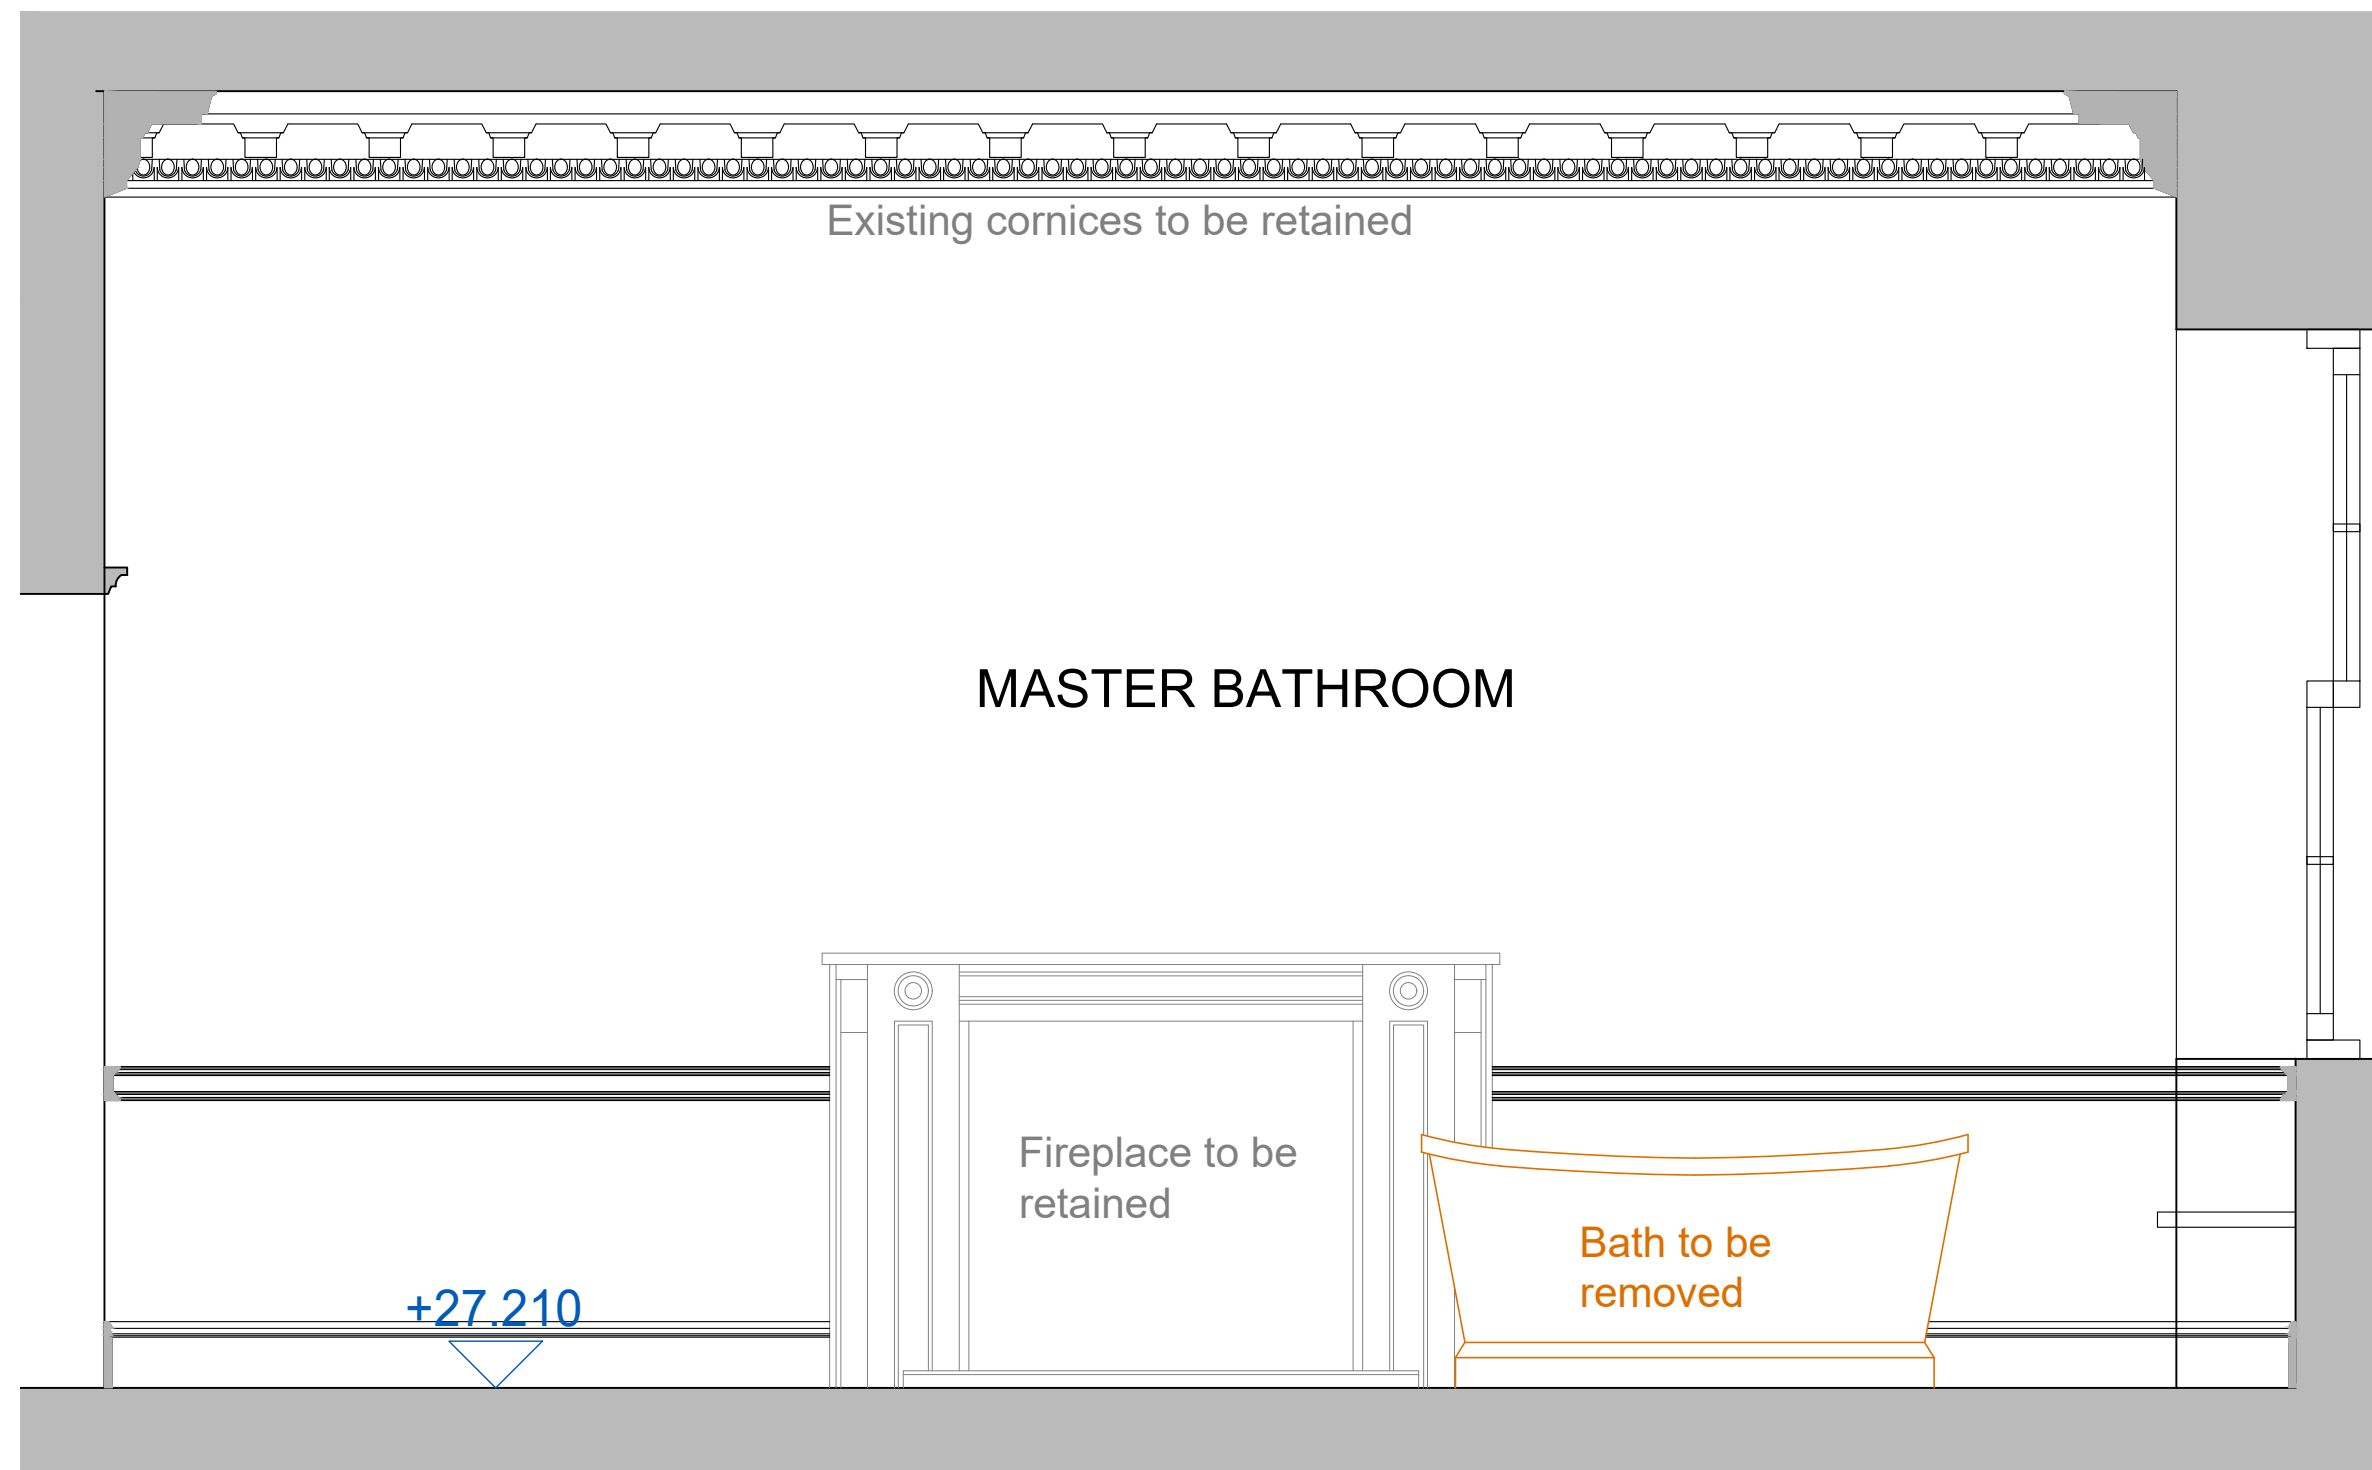 Existing cornices to be retained
MASTER BATHROOM
Fireplace to be
retained
Bath to be
removed
+27.210